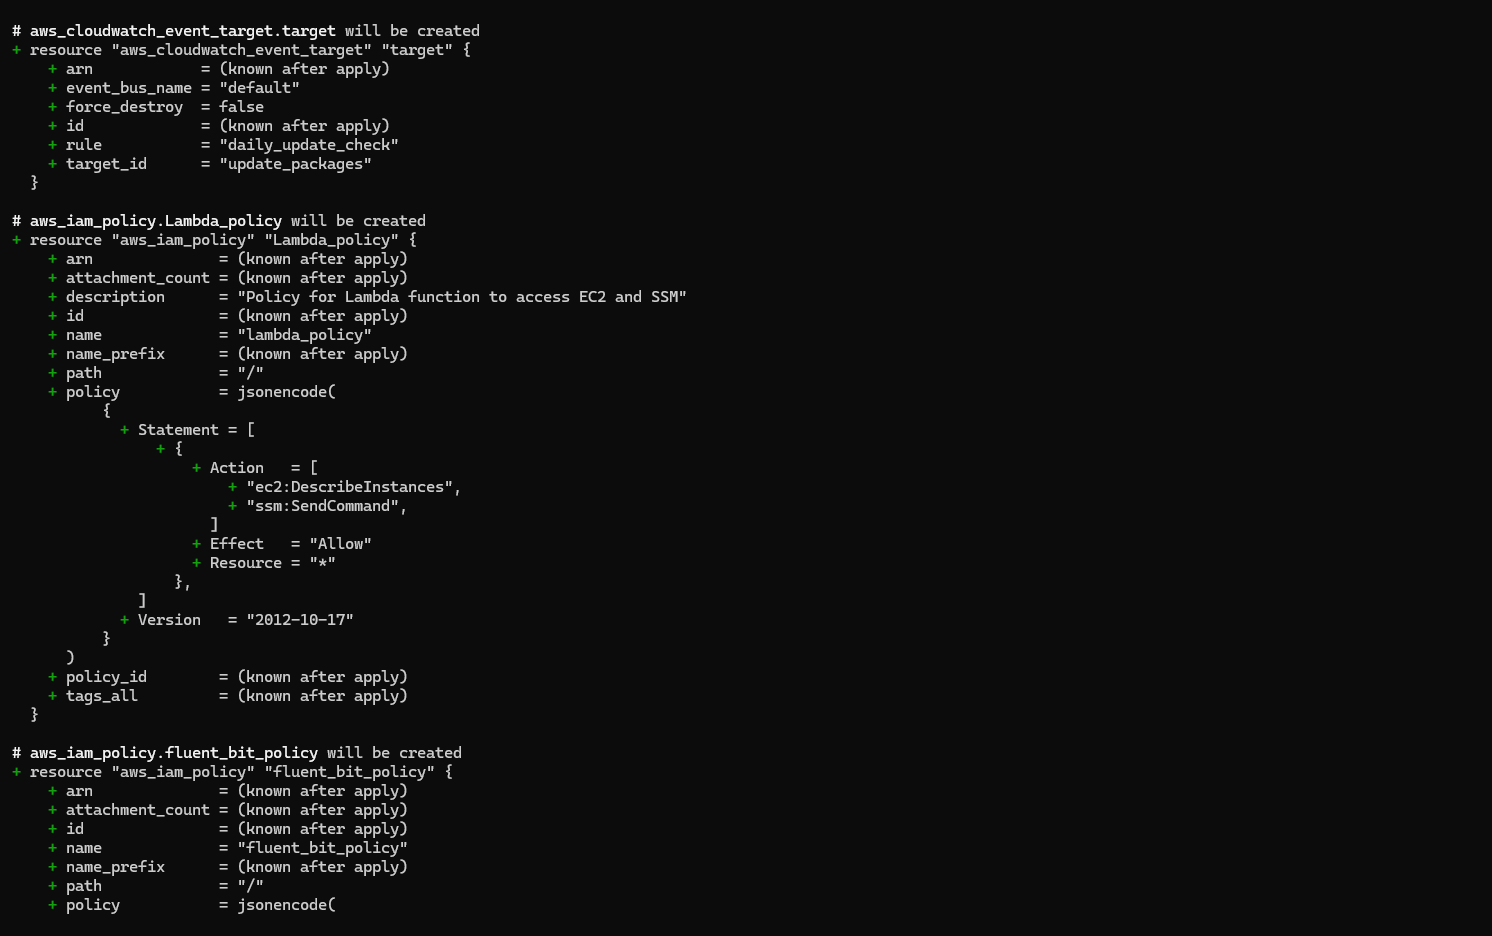 # aws_cloudwatch_event_target.target will be created
+ resource "aws_cloudwatch_event_target" "target" {
    + arn            = (known after apply)
    + event_bus_name = "default"
    + force_destroy  = false
    + id             = (known after apply)
    + rule           = "daily_update_check"
    + target_id      = "update_packages"
  }

# aws_iam_policy.Lambda_policy will be created
+ resource "aws_iam_policy" "Lambda_policy" {
    + arn              = (known after apply)
    + attachment_count = (known after apply)
    + description      = "Policy for Lambda function to access EC2 and SSM"
    + id               = (known after apply)
    + name             = "lambda_policy"
    + name_prefix      = (known after apply)
    + path             = "/"
    + policy           = jsonencode(
          {
            + Statement = [
                + {
                    + Action   = [
                        + "ec2:DescribeInstances",
                        + "ssm:SendCommand",
                      ]
                    + Effect   = "Allow"
                    + Resource = "*"
                  },
              ]
            + Version   = "2012-10-17"
          }
      )
    + policy_id        = (known after apply)
    + tags_all         = (known after apply)
  }

# aws_iam_policy.fluent_bit_policy will be created
+ resource "aws_iam_policy" "fluent_bit_policy" {
    + arn              = (known after apply)
    + attachment_count = (known after apply)
    + id               = (known after apply)
    + name             = "fluent_bit_policy"
    + name_prefix      = (known after apply)
    + path             = "/"
    + policy           = jsonencode(